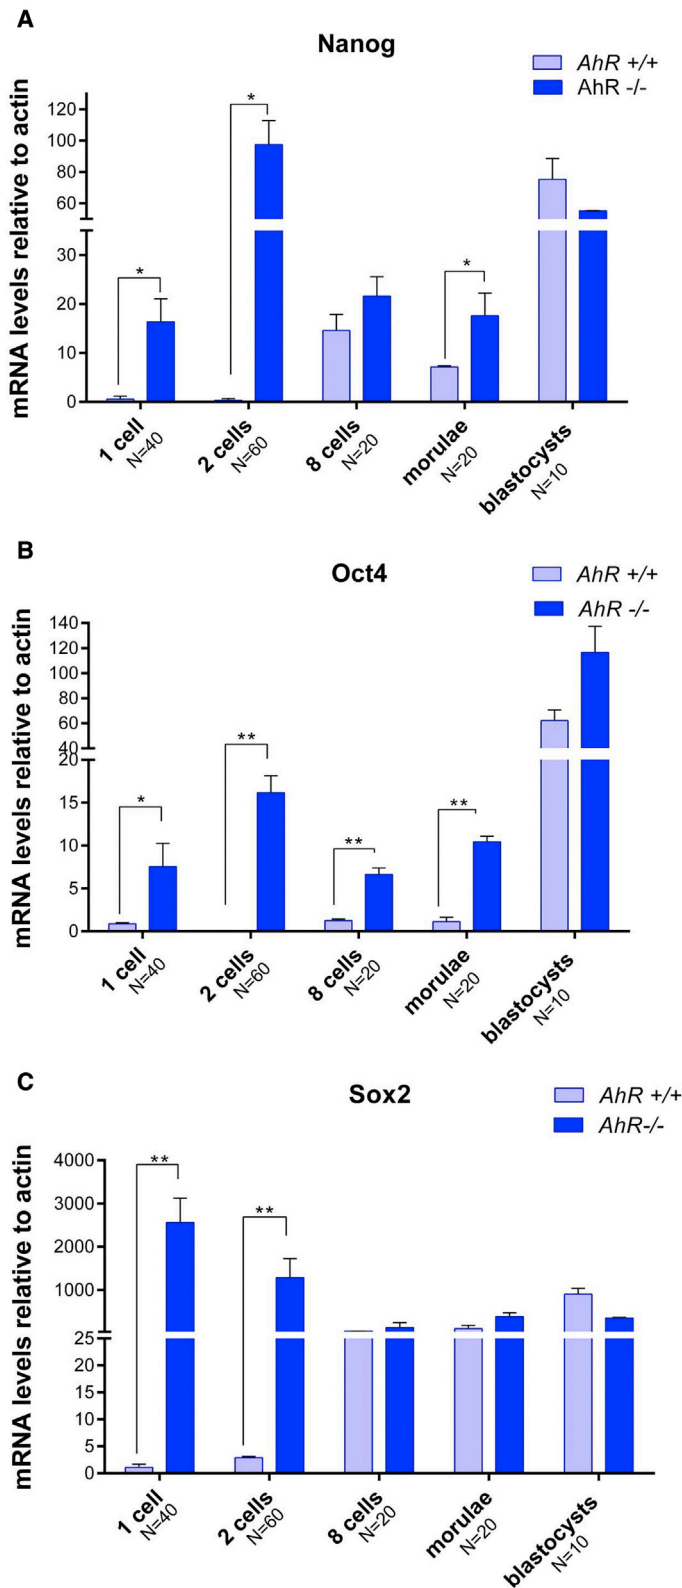 A
Nanog
AhR +/+
AhR -/-
mRNA levels relative to actin
120
100
80
60
30
20
10
0
*
*
*
1 cell
N=40
2 cells
N=60
8 cells
N=20
morulae
N=20
blastocysts
N=10
B
Oct4
AhR +/+
AhR -/-
mRNA levels relative to actin
140
120
100
80
60
40
20
15
10
5
0
*
**
**
**
1 cell
N=40
2 cells
N=60
8 cells
N=20
morulae
N=20
blastocysts
N=10
C
Sox2
AhR +/+
AhR-/-
mRNA levels relative to actin
4000
3000
2000
1000
25
20
15
10
5
0
**
**
1 cell
N=40
2 cells
N=60
8 cells
N=20
morulae
N=20
blastocysts
N=10